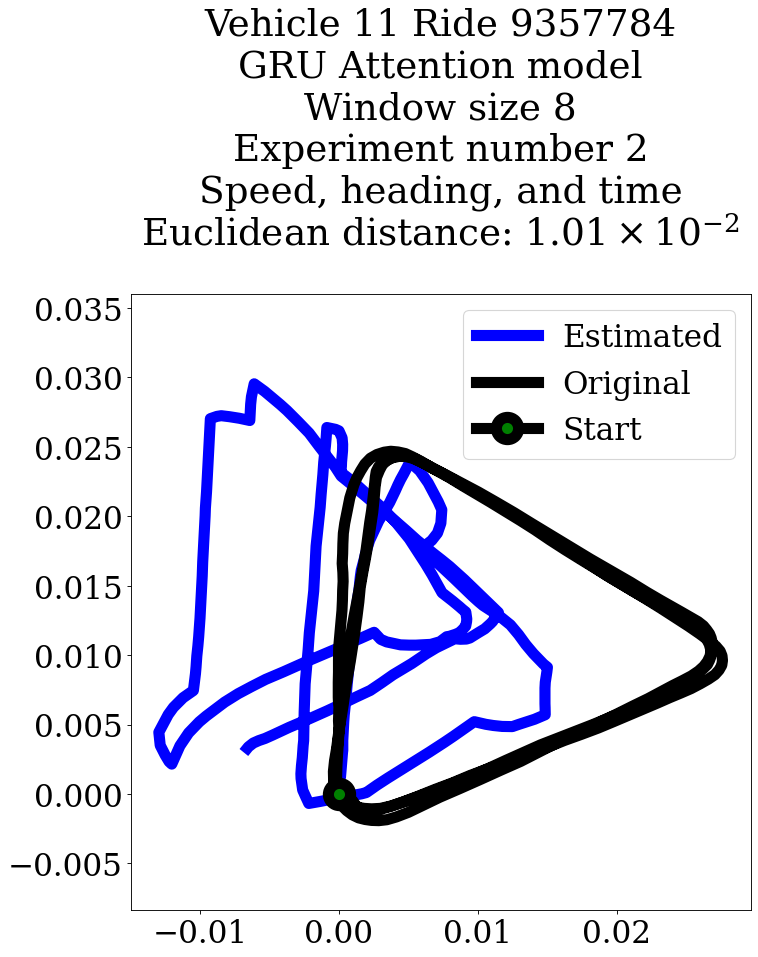 Vehicle 11 Ride 9357784
GRU Attention model
Window size 8
Experiment number 2
Speed, heading, and time
Euclidean distance: 1.01 × 10⁻²
0.035
Estimated
0.030
Original
Start
0.025
0.020
0.015
0.010
0.005
0.000
−0.005
−0.01 0.00 0.01 0.02